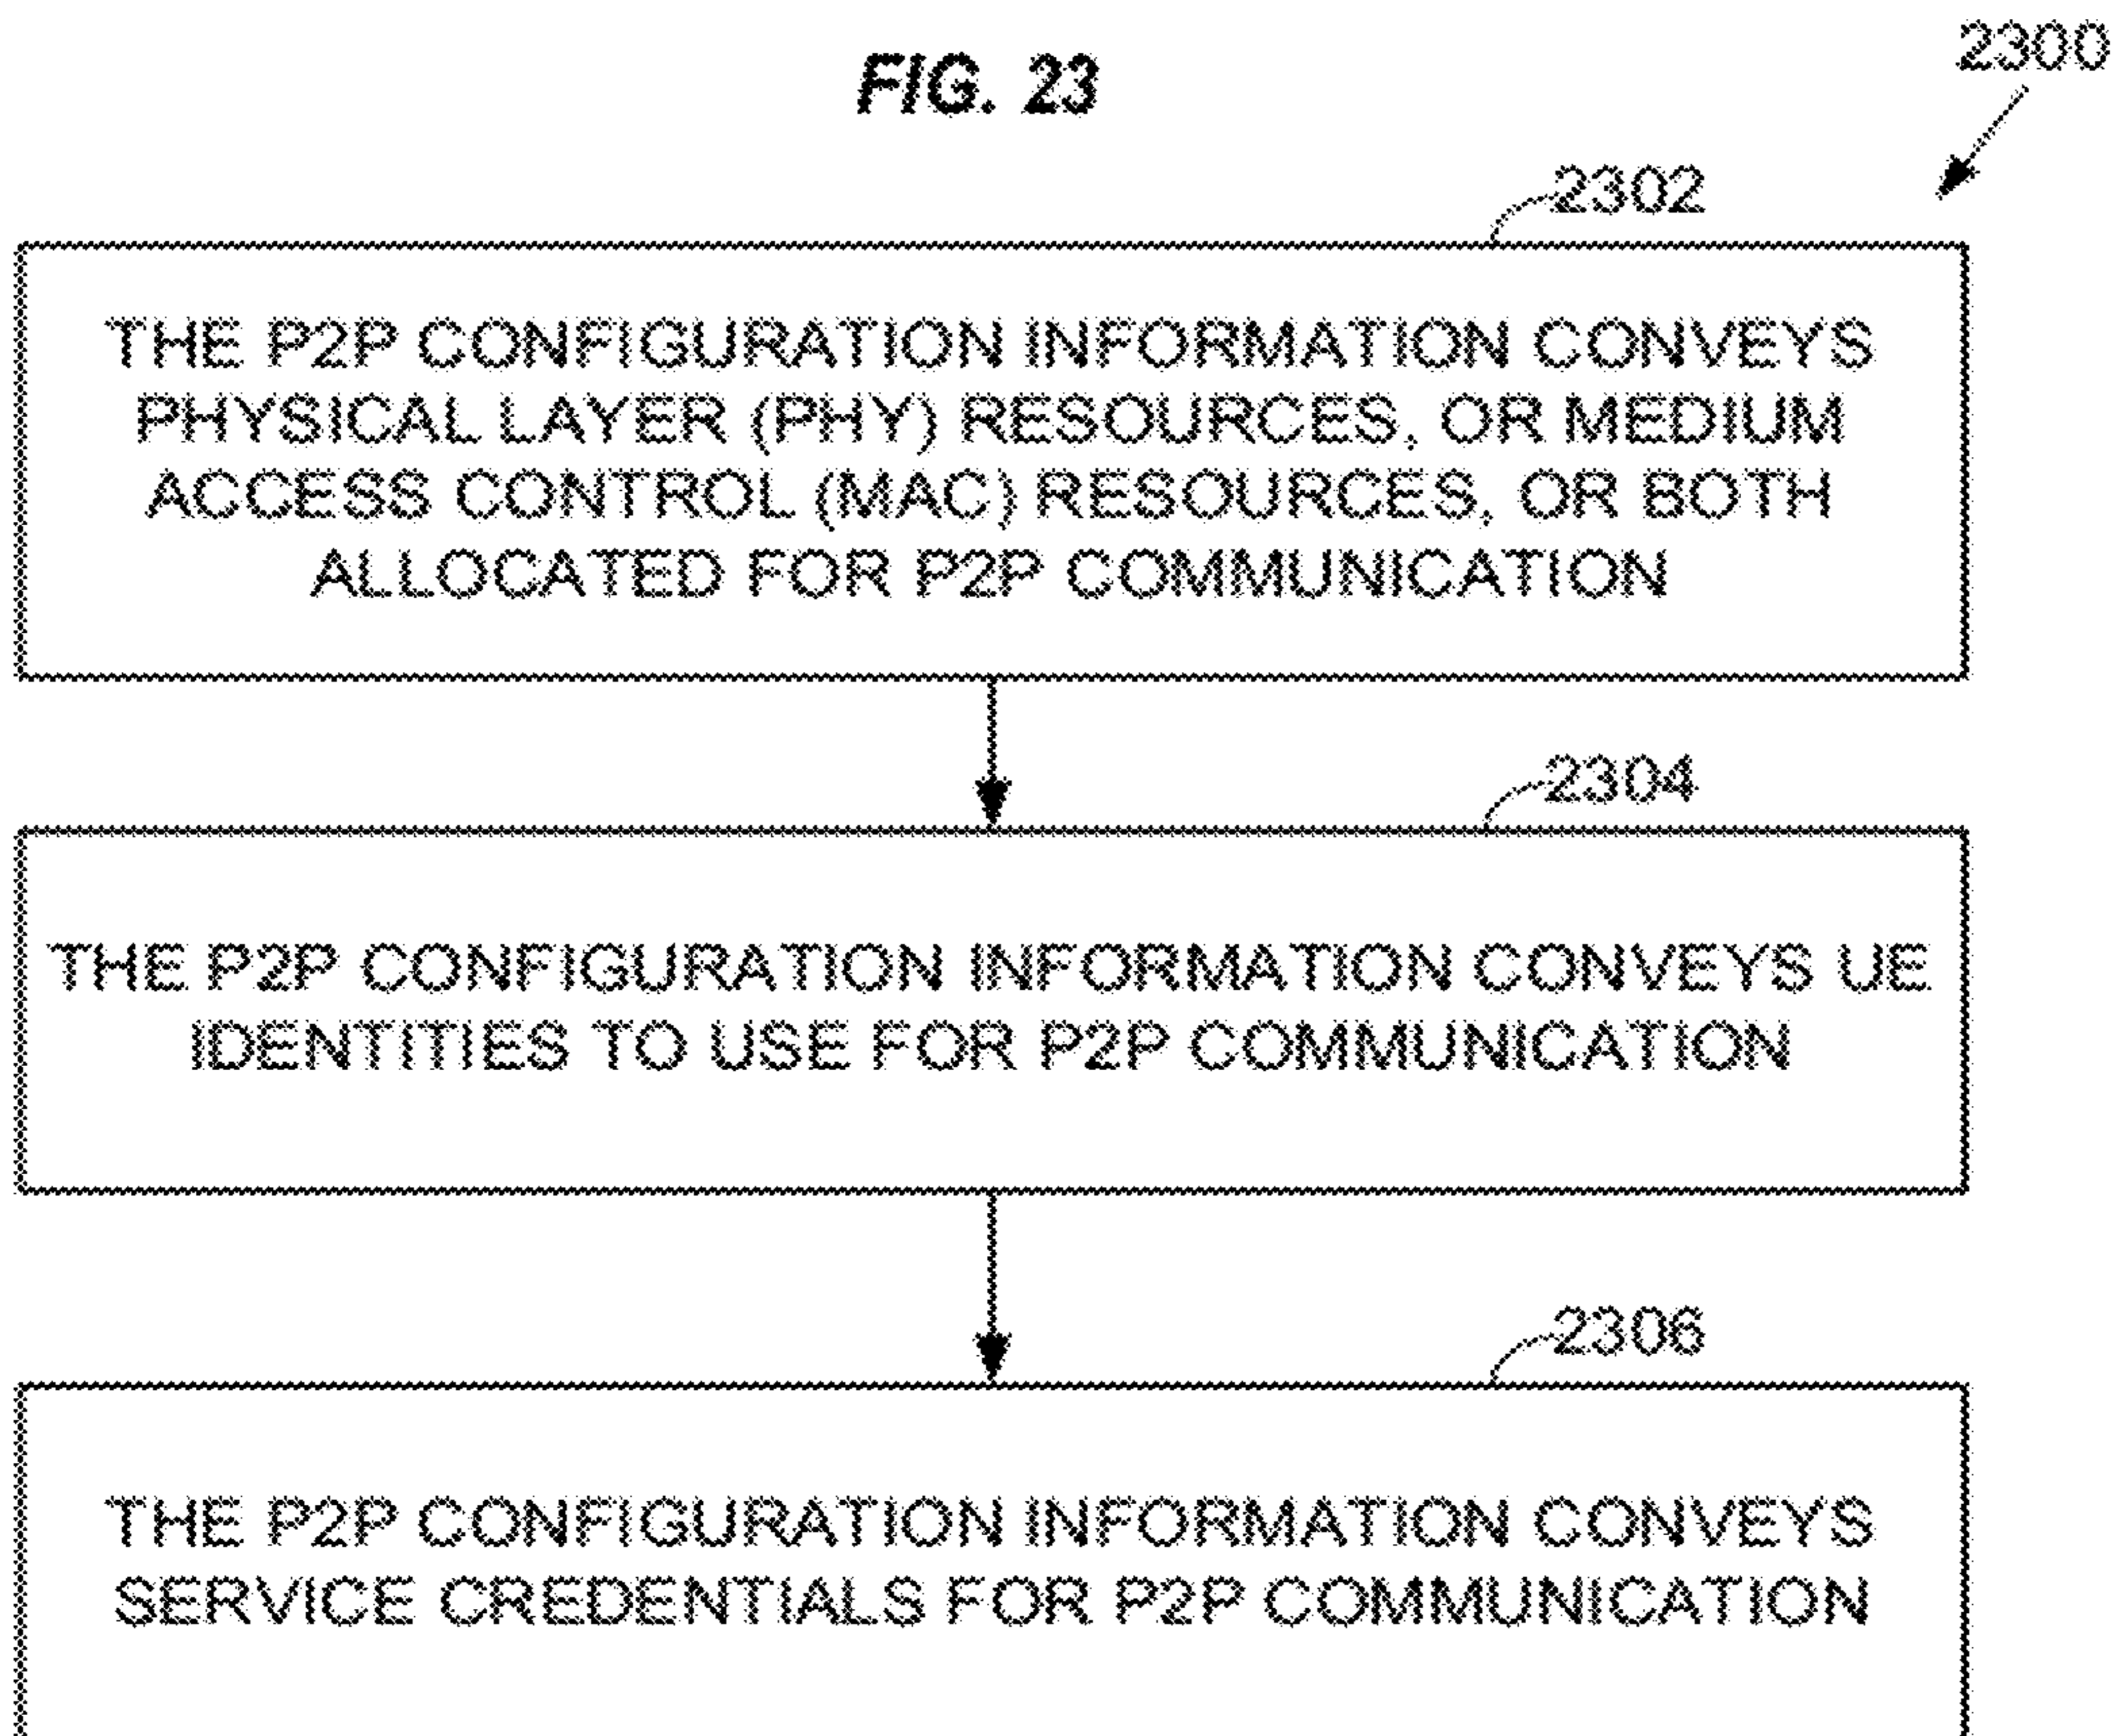 FIG. 23
2300
2302
THE P2P CONFIGURATION INFORMATION CONVEYS
PHYSICAL LAYER (PHY) RESOURCES, OR MEDIUM
ACCESS CONTROL (MAC) RESOURCES, OR BOTH
ALLOCATED FOR P2P COMMUNICATION
2304
THE P2P CONFIGURATION INFORMATION CONVEYS UE
IDENTITIES TO USE FOR P2P COMMUNICATION
2306
THE P2P CONFIGURATION INFORMATION CONVEYS
SERVICE CREDENTIALS FOR P2P COMMUNICATION